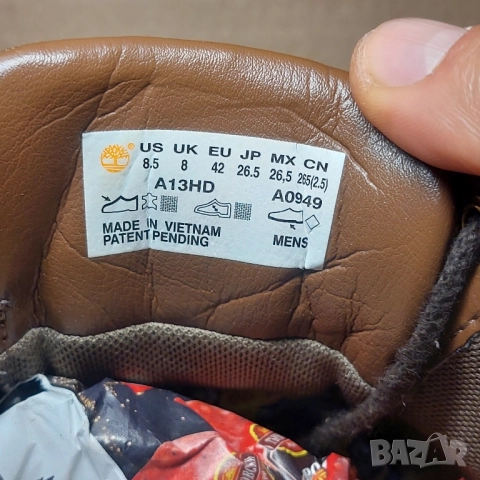 US UK EU JP MX CN
8.5 8 42 26.5 26,5 265(2.5)
A13HD A0949
MADE IN VIETNAM
PATENT PENDING MENS
BAZAR